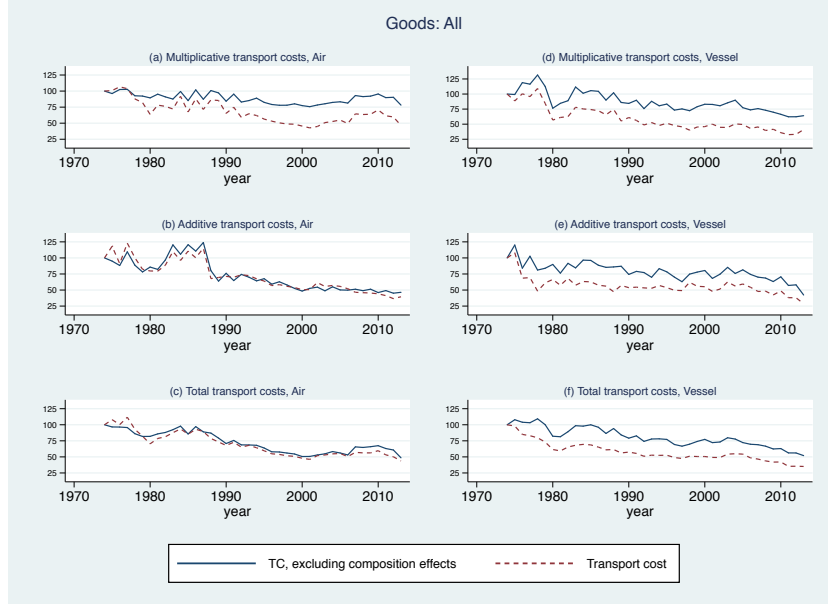 Goods: All
(a) Multiplicative transport costs, Air
125
100
75
50
25
1970 1980 1990 2000 2010
year
(d) Multiplicative transport costs, Vessel
125
100
75
50
25
1970 1980 1990 2000 2010
year
(b) Additive transport costs, Air
125
100
75
50
25
1970 1980 1990 2000 2010
year
(e) Additive transport costs, Vessel
125
100
75
50
25
1970 1980 1990 2000 2010
year
(c) Total transport costs, Air
125
100
75
50
25
1970 1980 1990 2000 2010
year
(f) Total transport costs, Vessel
125
100
75
50
25
1970 1980 1990 2000 2010
year
TC, excluding composition effects Transport cost